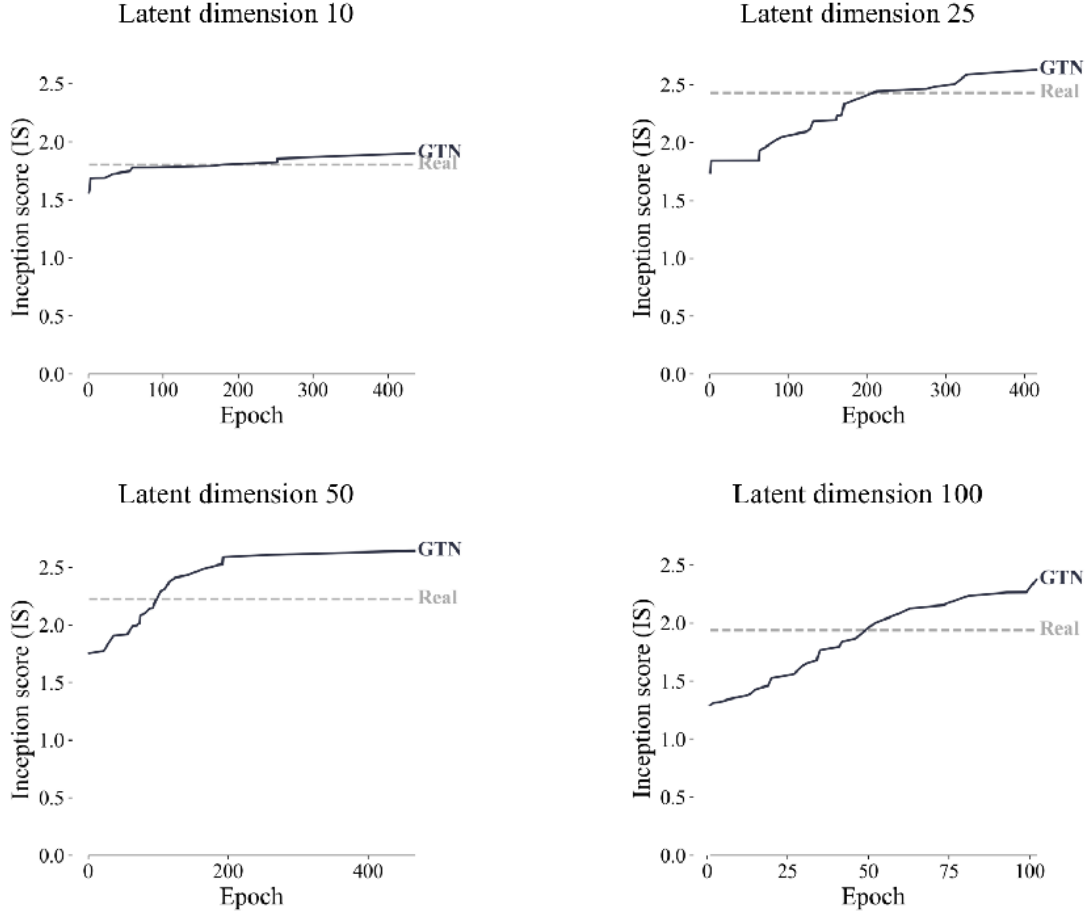 Latent dimension 10
Inception score (IS)
2.5
2.0
1.5
1.0
0.5
0.0
GTN
Real
0 100 200 300 400
Epoch
Latent dimension 25
Inception score (IS)
2.5
2.0
1.5
1.0
0.5
0.0
GTN
Real
0 100 200 300 400
Epoch
Latent dimension 50
Inception score (IS)
2.5
2.0
1.5
1.0
0.5
0.0
GTN
Real
0 200 400
Epoch
Latent dimension 100
Inception score (IS)
2.5
2.0
1.5
1.0
0.5
0.0
GTN
Real
0 25 50 75 100
Epoch